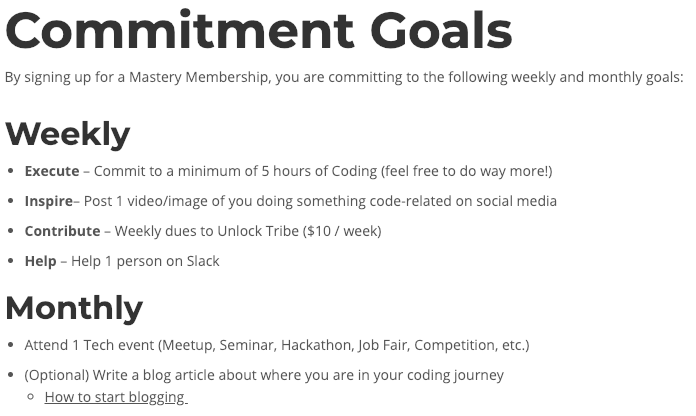 Commitment Goals
By signing up for a Mastery Membership, you are committing to the following weekly and monthly goals:
Weekly
• Execute – Commit to a minimum of 5 hours of Coding (feel free to do way more!)
• Inspire– Post 1 video/image of you doing something code-related on social media
• Contribute – Weekly dues to Unlock Tribe ($10 / week)
• Help – Help 1 person on Slack
Monthly
• Attend 1 Tech event (Meetup, Seminar, Hackathon, Job Fair, Competition, etc.)
• (Optional) Write a blog article about where you are in your coding journey
○ How to start blogging